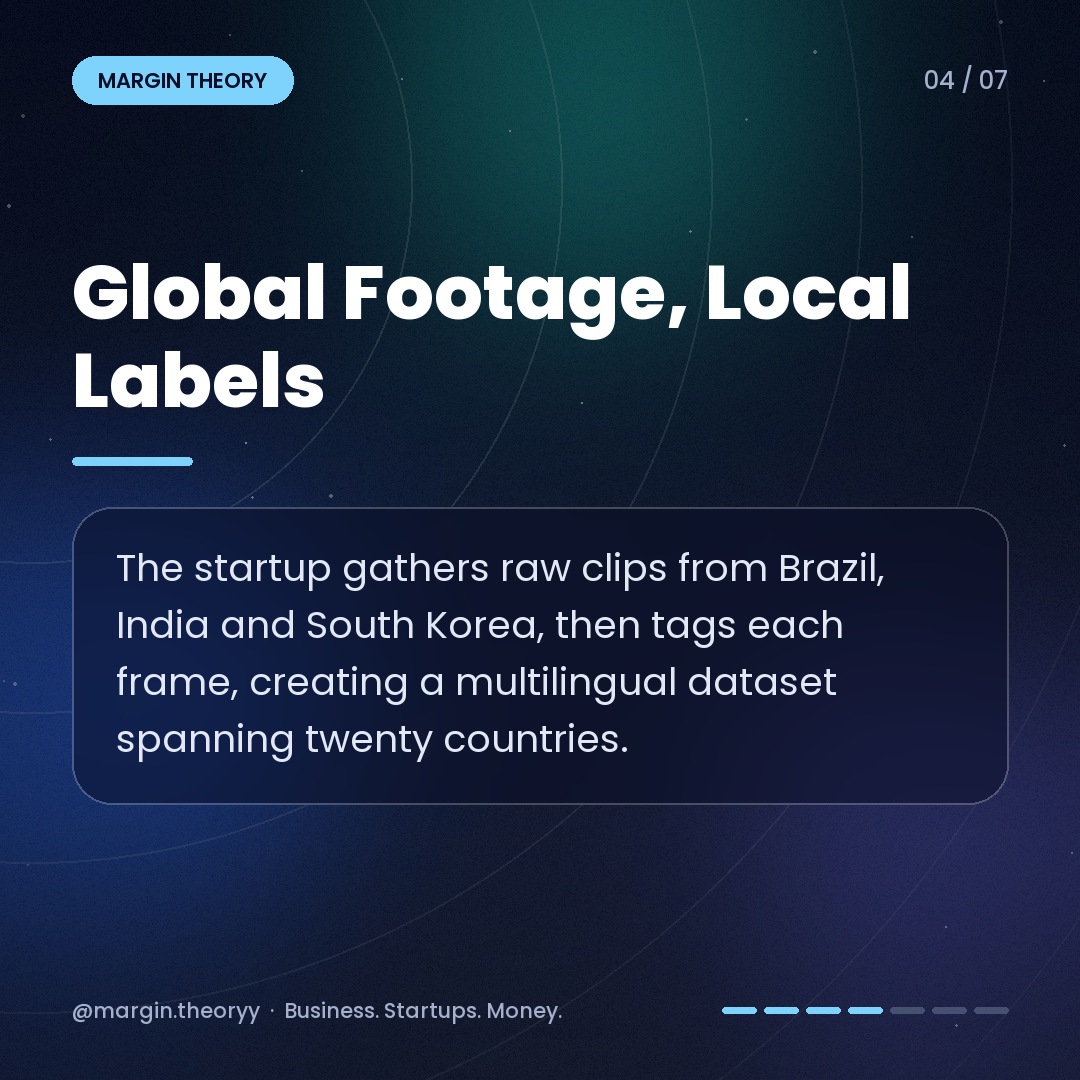 MARGIN THEORY
04 / 07
Global Footage, Local
Labels
The startup gathers raw clips from Brazil,
India and South Korea, then tags each
frame, creating a multilingual dataset
spanning twenty countries.
@margin.theoryy · Business. Startups. Money.